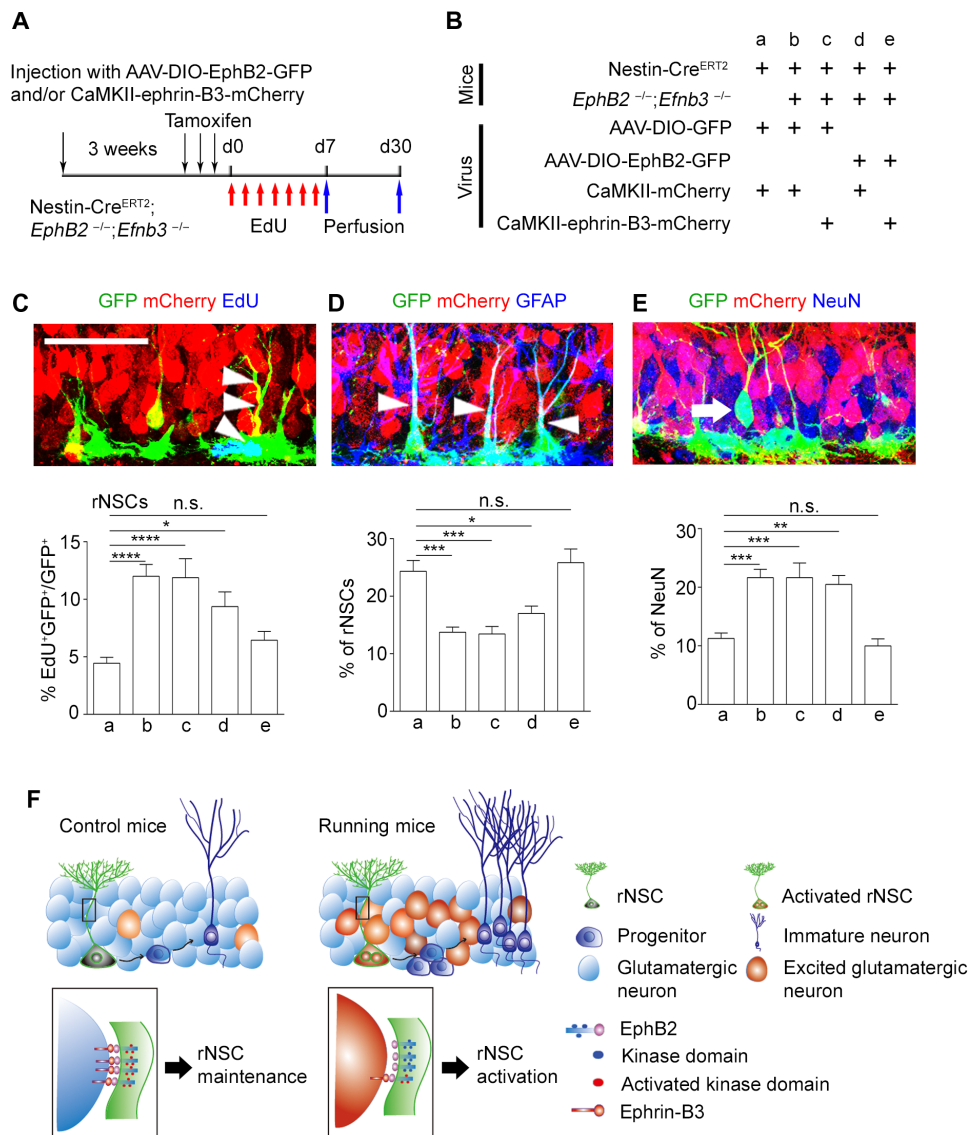 A
Injection with AAV-DIO-EphB2-GFP
and/or CaMKII-ephrin-B3-mCherry
Tamoxifen
3 weeks
d0
d7
d30
EdU
Perfusion
Nestin-CreERT2;
EphB2 –/–;Efnb3 –/–
B
a b c d e
Mice
Nestin-CreERT2 + + + + +
EphB2 –/–;Efnb3 –/– + + + +
Virus
AAV-DIO-GFP + + +
AAV-DIO-EphB2-GFP + +
CaMKII-mCherry + + +
CaMKII-ephrin-B3-mCherry + +
C
GFP mCherry EdU
rNSCs
n.s.
*
****
****
% EdU+GFP+/GFP+
15
10
5
0
a b c d e
D
GFP mCherry GFAP
n.s.
*
***
***
% of rNSCs
30
20
10
0
a b c d e
E
GFP mCherry NeuN
n.s.
**
***
***
% of NeuN
30
20
10
0
a b c d e
F
Control mice
Running mice
rNSC
maintenance
rNSC
activation
rNSC
Activated rNSC
Progenitor
Immature neuron
Glutamatergic
neuron
Excited glutamatergic
neuron
EphB2
Kinase domain
Activated kinase domain
Ephrin-B3